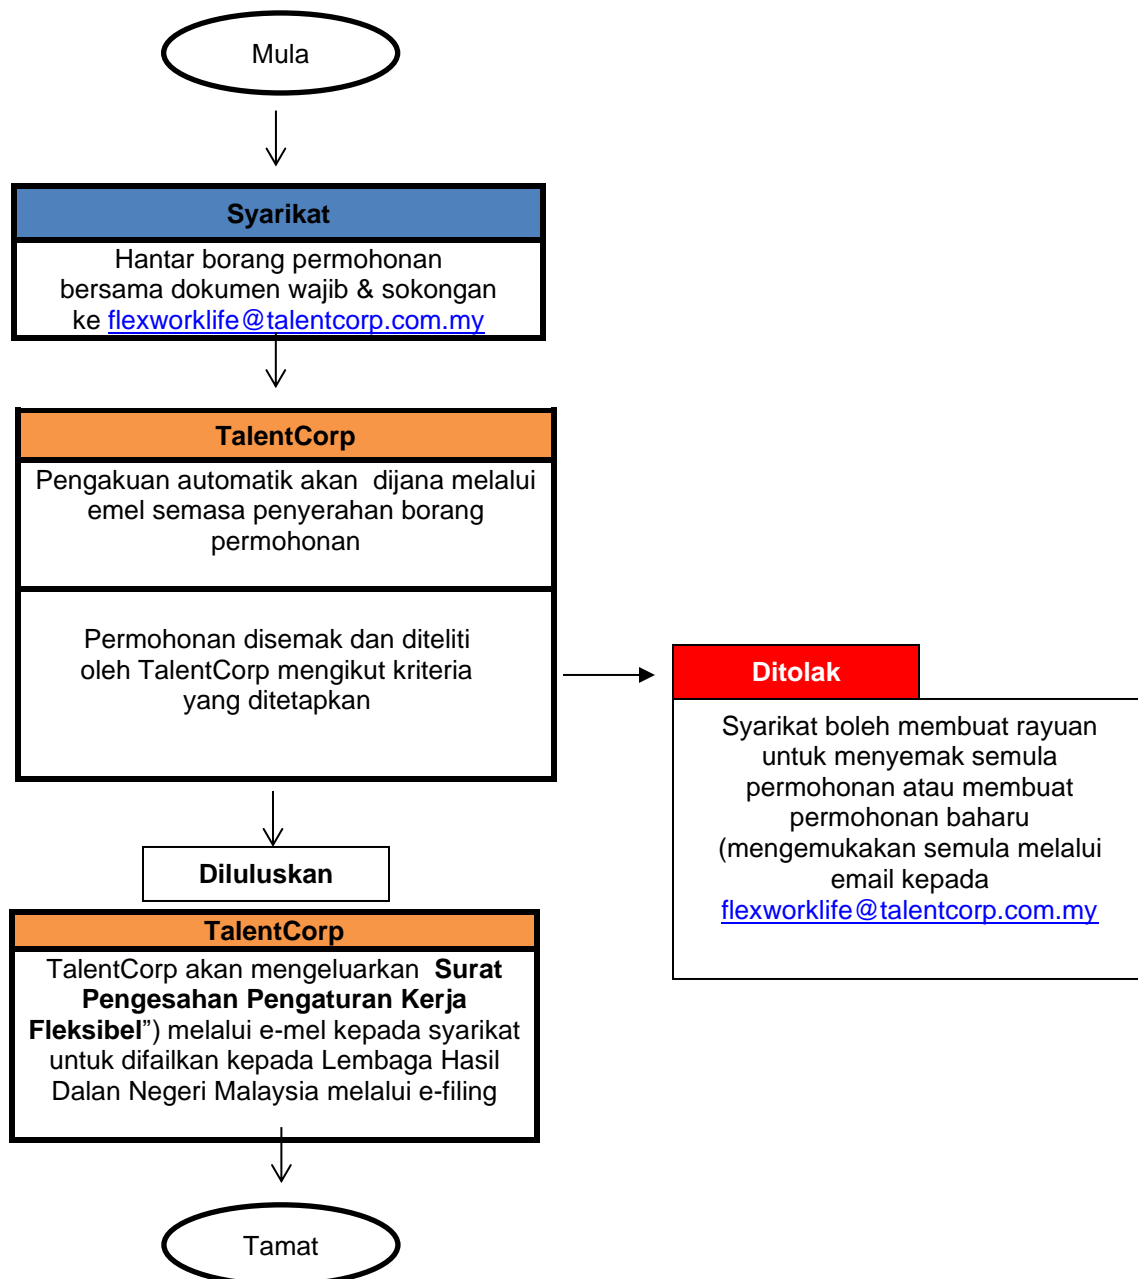 Mula
Syarikat
Hantar borang permohonan
bersama dokumen wajib & sokongan
ke flexworklife@talentcorp.com.my
TalentCorp
Pengakuan automatik akan dijana melalui
emel semasa penyerahan borang
permohonan
Permohonan disemak dan diteliti
oleh TalentCorp mengikut kriteria
yang ditetapkan
Ditolak
Syarikat boleh membuat rayuan
untuk menyemak semula
permohonan atau membuat
permohonan baharu
(mengemukakan semula melalui
email kepada
flexworklife@talentcorp.com.my
Diluluskan
TalentCorp
TalentCorp akan mengeluarkan Surat
Pengesahan Pengaturan Kerja
Fleksibel”) melalui e-mel kepada syarikat
untuk difailkan kepada Lembaga Hasil
Dalan Negeri Malaysia melalui e-filing
Tamat